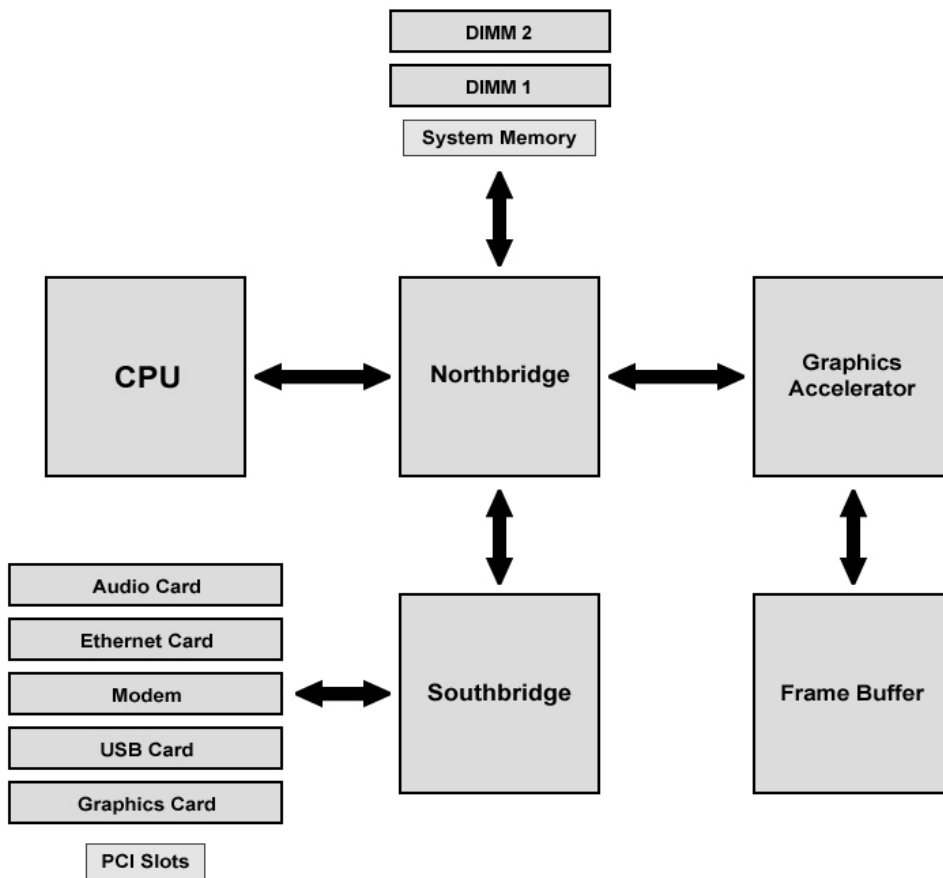 DIMM 2
DIMM 1
System Memory
CPU
Northbridge
Graphics
Accelerator
Audio Card
Ethernet Card
Modem
USB Card
Graphics Card
PCI Slots
Southbridge
Frame Buffer